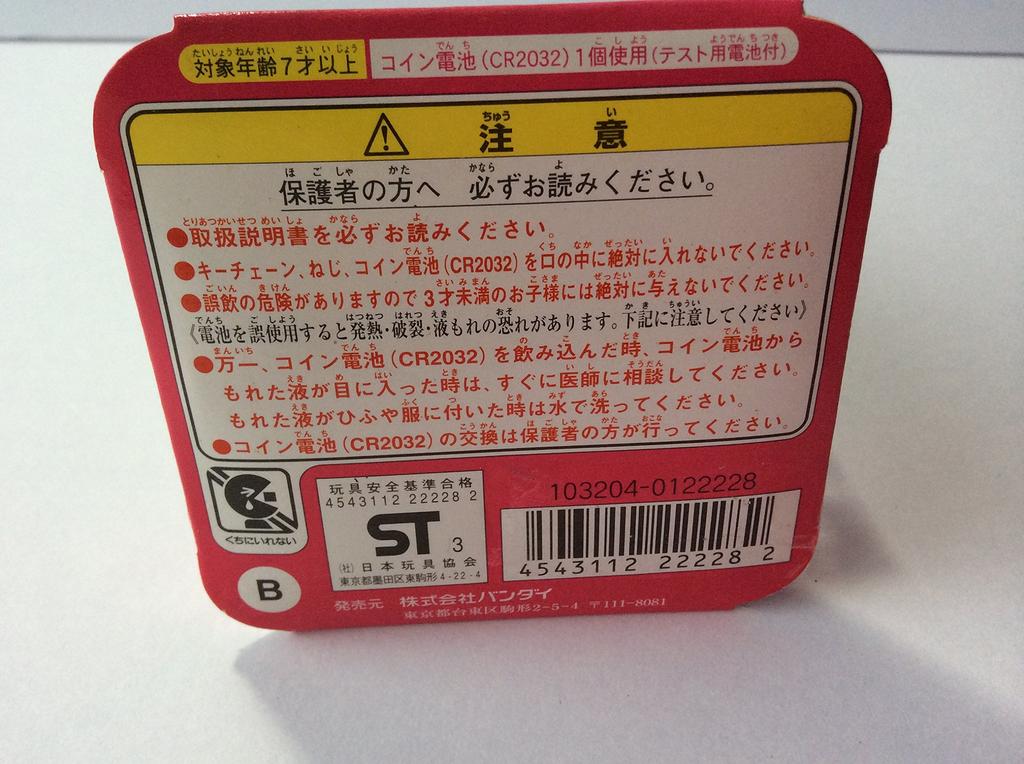 対象年齢7才以上 コイン電池(CR2032)1個使用(テスト用電池付)
注意
保護者の方へ 必ずお読みください。
●取扱説明書を必ずお読みください。
●キーチェーン、ねじ、コイン電池(CR2032)を口の中に絶対に入れないでください。
●誤飲の危険がありますので3才未満のお子様には絶対に与えないでください。
《電池を誤使用すると発熱・破裂・液もれの恐れがあります。下記に注意してください》
●万一、コイン電池(CR2032)を飲み込んだ時、コイン電池から
もれた液が目に入った時は、すぐに医師に相談してください。
もれた液がひふや服に付いた時は水で洗ってください。
●コイン電池(CR2032)の交換は保護者の方が行ってください。
くちにいれない
玩具安全基準合格
4543112 22228 2
ST 3
(社)日本玩具協会
東京都墨田区東駒形4-22-4
103204-0122228
4543112 22228 2
B
発売元 株式会社バンダイ
東京都台東区駒形2-5-4 〒111-8081